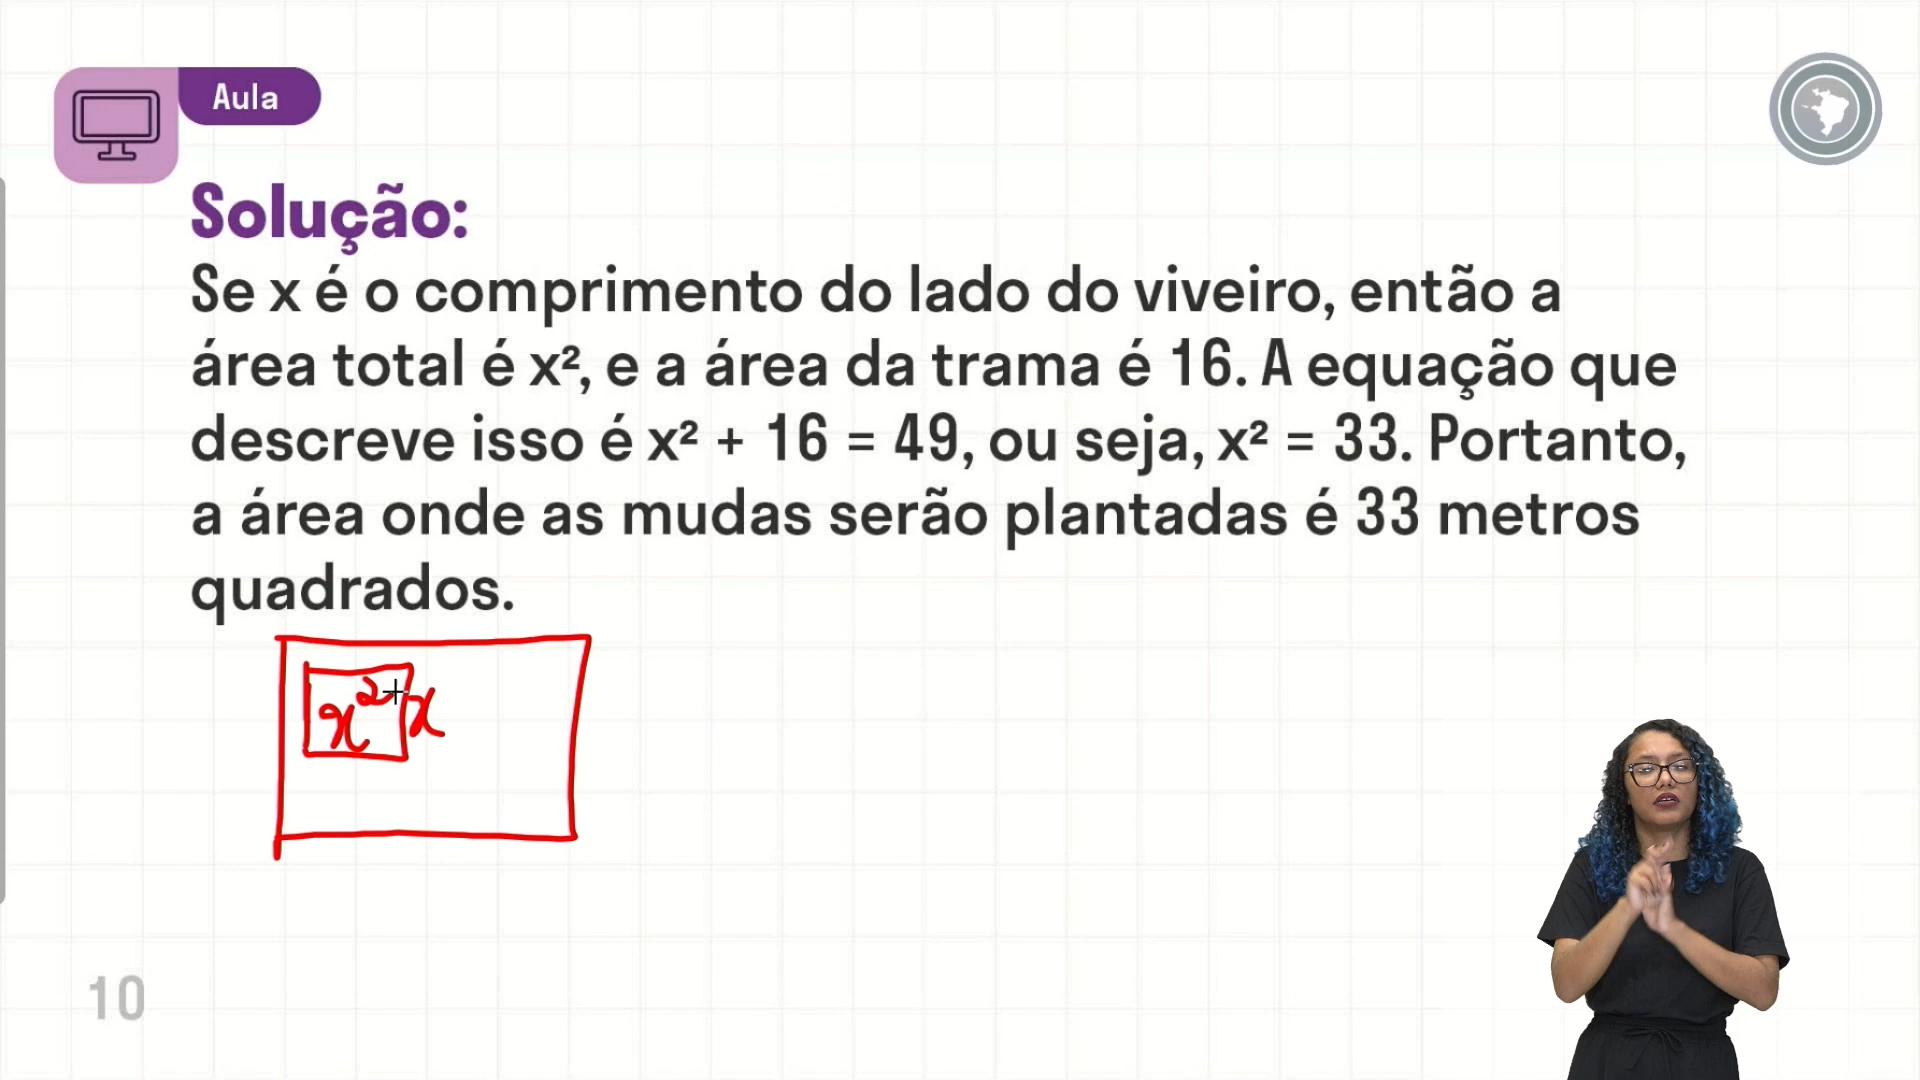 Aula
Solução:
Se x é o comprimento do lado do viveiro, então a
área total é x², e a área da trama é 16. A equação que
descreve isso é x² + 16 = 49, ou seja, x² = 33. Portanto,
a área onde as mudas serão plantadas é 33 metros
quadrados.
x² x
10